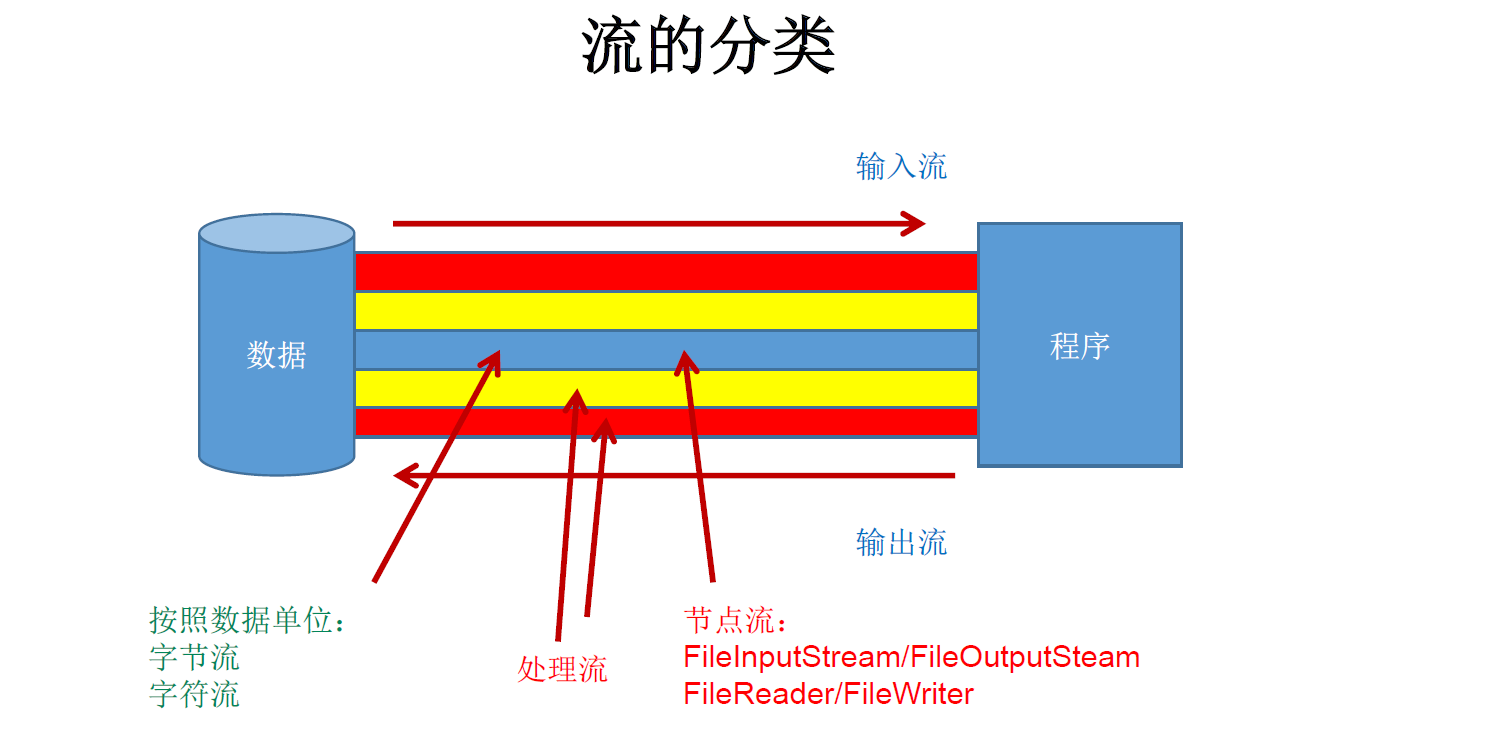 流的分类
输入流
数据
程序
输出流
按照数据单位：
字节流
字符流
处理流
节点流：
FileInputStream/FileOutputSteam
FileReader/FileWriter